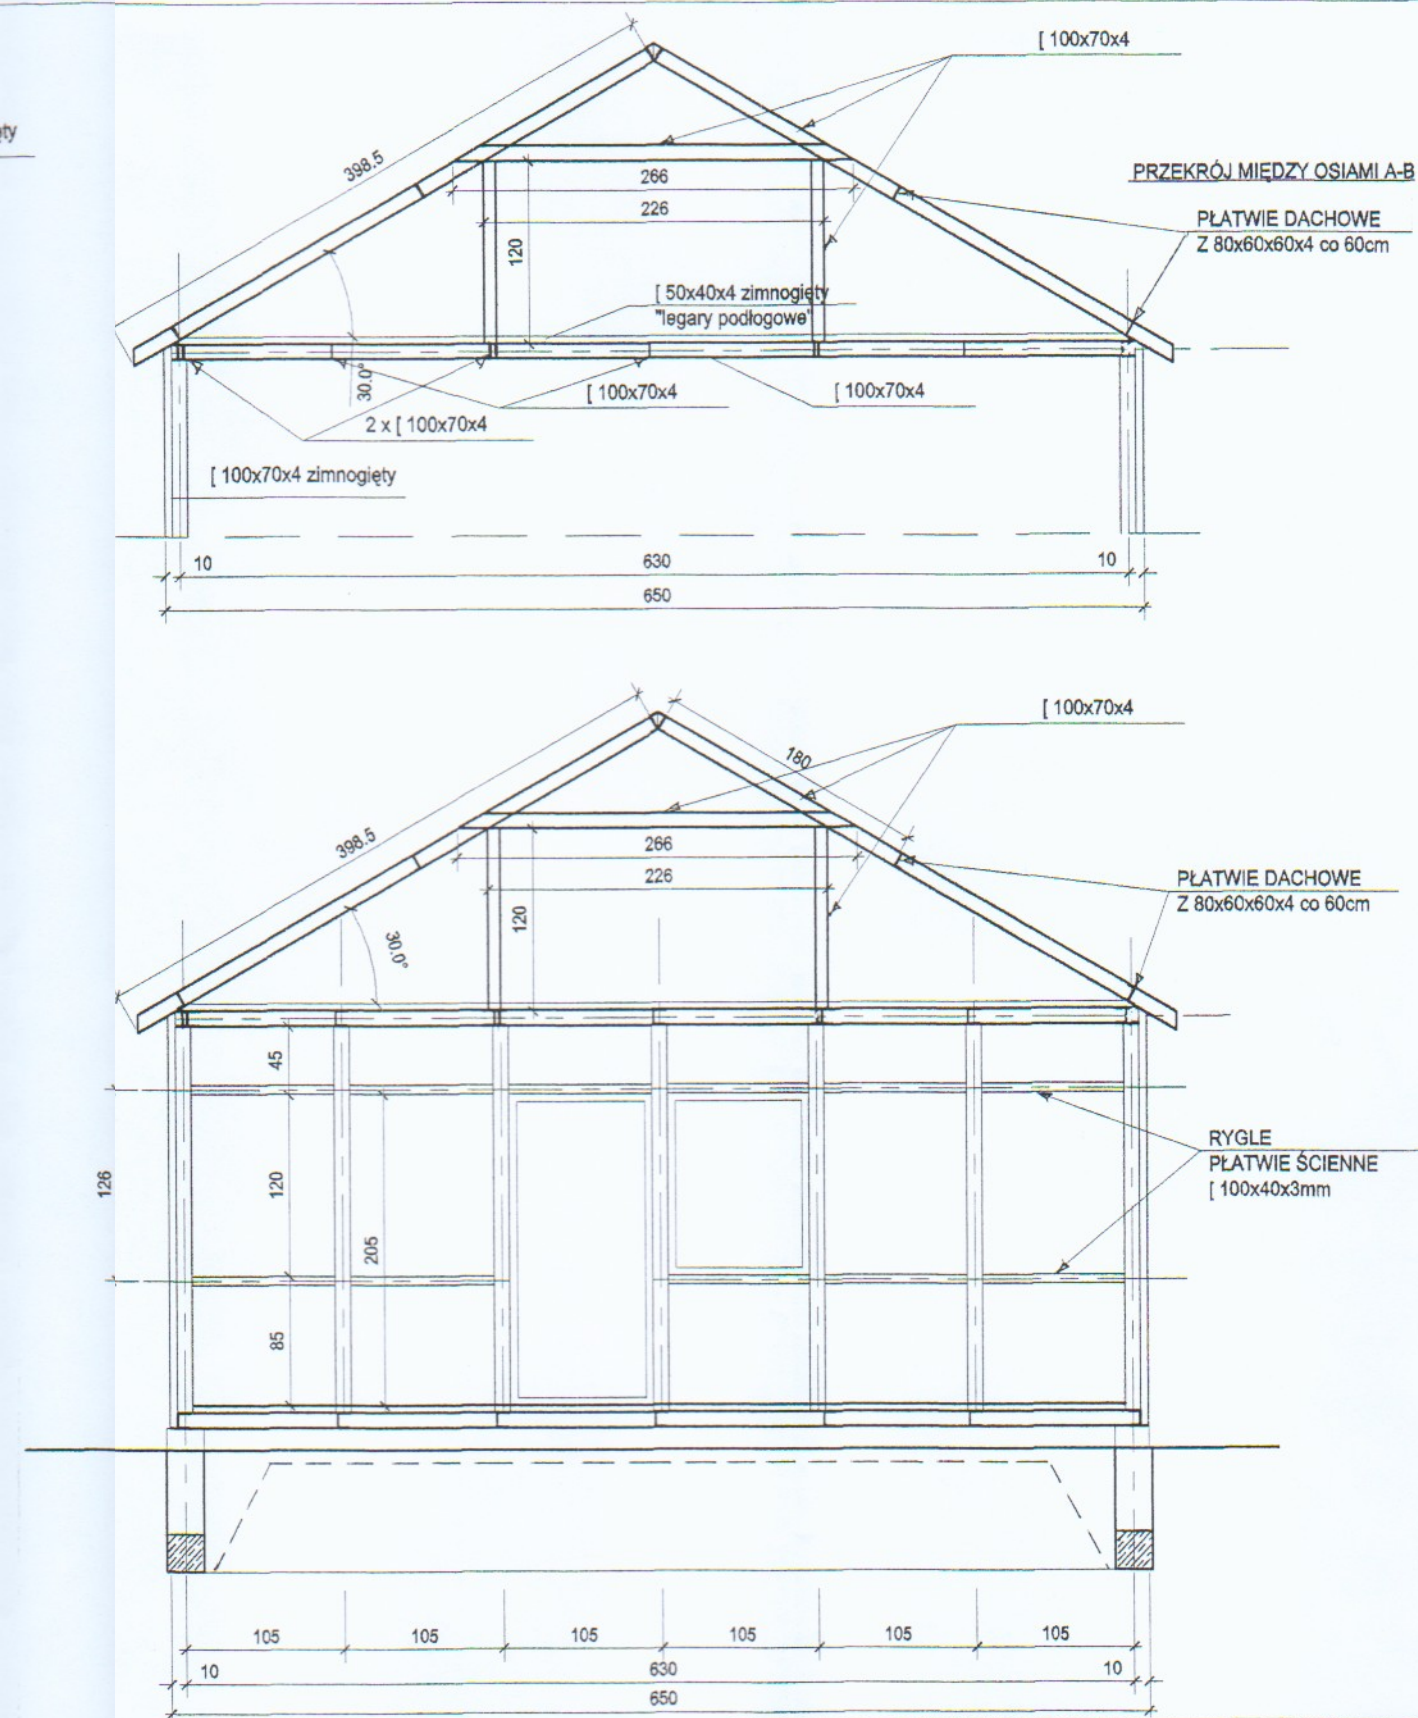 [ 100x70x4
398.5
PRZEKRÓJ MIĘDZY OSIAMI A-B
266
226
120
PŁATWIE DACHOWE
Z 80x60x60x4 co 60cm
[ 50x40x4 zimnogięty
"legary podłogowe"
30.0°
[ 100x70x4
[ 100x70x4
2 x [ 100x70x4
[ 100x70x4 zimnogięty
10
630
10
650
[ 100x70x4
180
398.5
266
226
120
PŁATWIE DACHOWE
Z 80x60x60x4 co 60cm
30.0°
45
RYGLE
PŁATWIE ŚCIENNE
[ 100x40x3mm
126
120
205
85
105
105
105
105
105
105
10
630
10
650